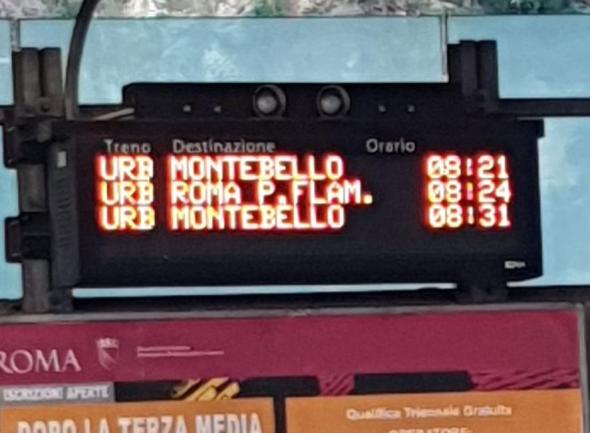 Treno Destinazione Orario
URB MONTEBELLO 08:21
URB ROMA P.FLAM. 08:24
URB MONTEBELLO 08:31
ROMA
ISCRIZIONI APERTE
DOPO LA TERZA MEDIA
Qualifica Triennale Gratuita
OPERATORE: